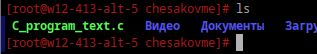 [root@w12-413-alt-5 chesakovme]# ls
C_program_text.c Видео Документы Загру
[root@w12-413-alt-5 chesakovme]#